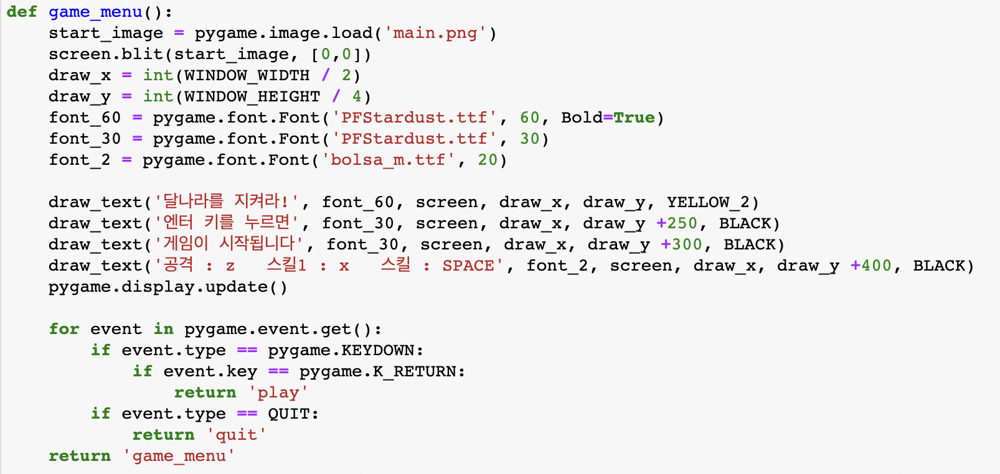 def game_menu():
    start_image = pygame.image.load('main.png')
    screen.blit(start_image, [0,0])
    draw_x = int(WINDOW_WIDTH / 2)
    draw_y = int(WINDOW_HEIGHT / 4)
    font_60 = pygame.font.Font('PFStardust.ttf', 60, Bold=True)
    font_30 = pygame.font.Font('PFStardust.ttf', 30)
    font_2 = pygame.font.Font('bolsa_m.ttf', 20)

    draw_text('달나라를 지켜라!', font_60, screen, draw_x, draw_y, YELLOW_2)
    draw_text('엔터 키를 누르면', font_30, screen, draw_x, draw_y +250, BLACK)
    draw_text('게임이 시작됩니다', font_30, screen, draw_x, draw_y +300, BLACK)
    draw_text('공격 : z   스킬1 : x   스킬 : SPACE', font_2, screen, draw_x, draw_y +400, BLACK)
    pygame.display.update()

    for event in pygame.event.get():
        if event.type == pygame.KEYDOWN:
            if event.key == pygame.K_RETURN:
                return 'play'
        if event.type == QUIT:
            return 'quit'
    return 'game_menu'